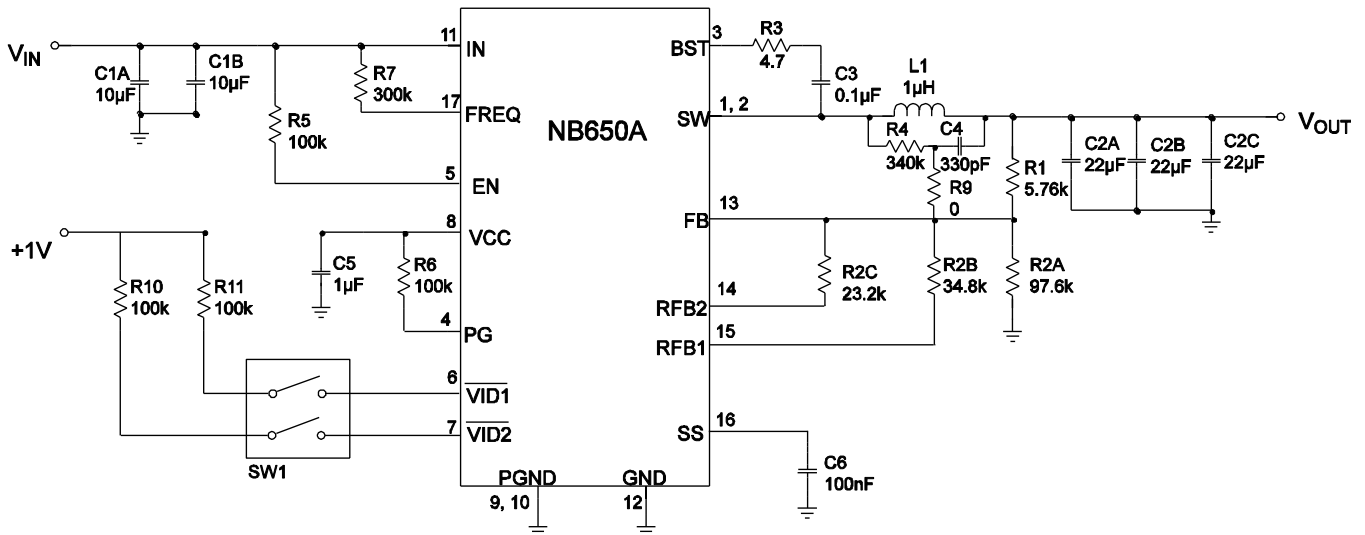 VIN
C1A
10µF
C1B
10µF
R5
100k
R7
300k
11
IN
17
FREQ
5
EN
8
VCC
4
PG
6
VID1
7
VID2
NB650A
PGND
9, 10
GND
12
+1V
R10
100k
R11
100k
C5
1µF
R6
100k
SW1
BST
3
R3
4.7
C3
0.1µF
SW
1, 2
L1
1µH
R4
340k
C4
330pF
R9
0
R1
5.76k
C2A
22µF
C2B
22µF
C2C
22µF
VOUT
FB
13
R2C
23.2k
R2B
34.8k
R2A
97.6k
RFB2
14
RFB1
15
SS
16
C6
100nF